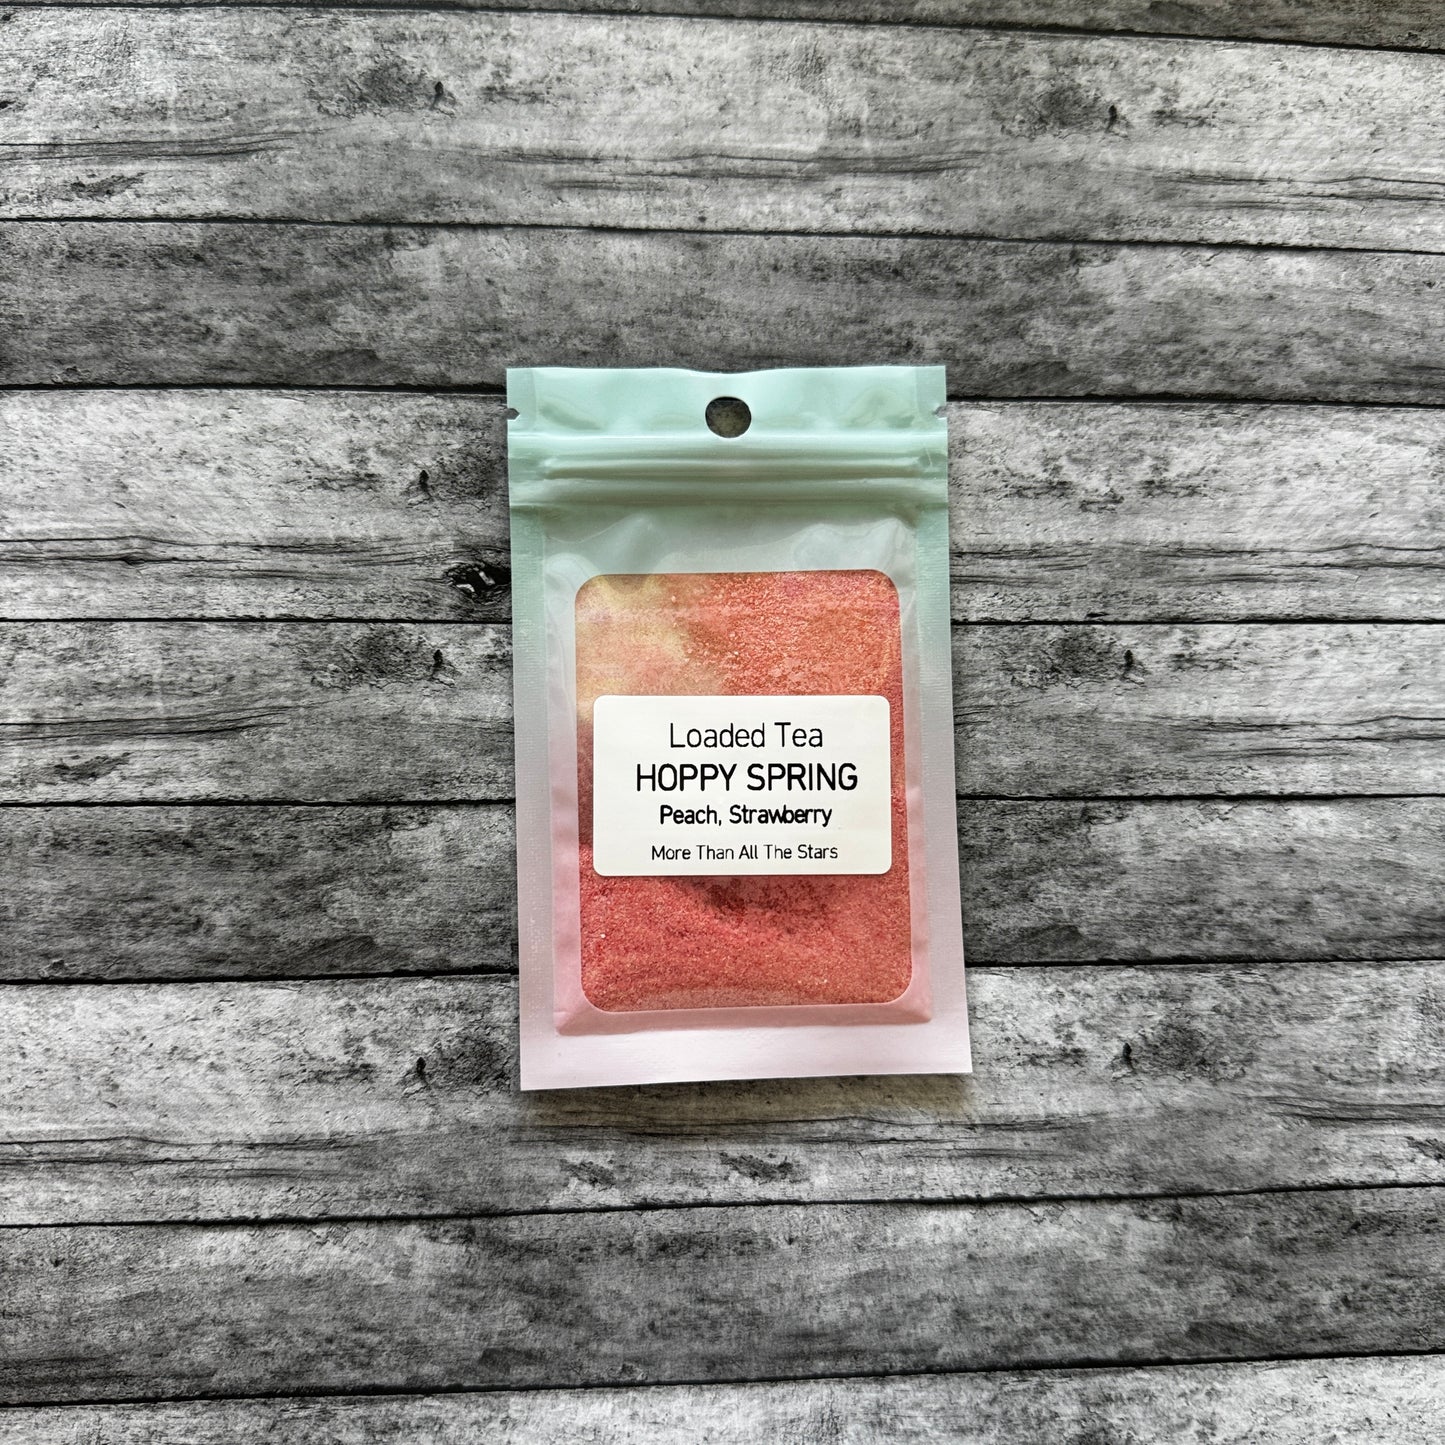 Loaded Tea
HOPPY SPRING
Peach, Strawberry
More Than All The Stars